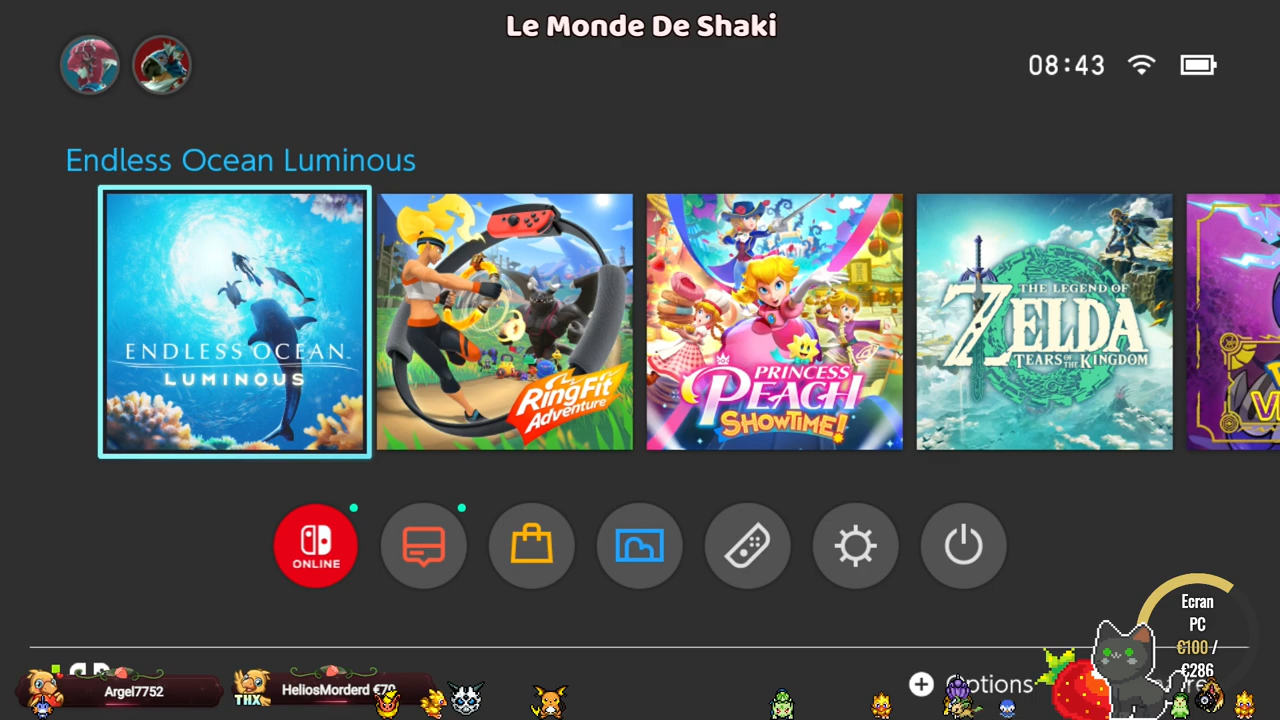 Le Monde De Shaki
08:43
Endless Ocean Luminous
ENDLESS OCEAN
LUMINOUS
RingFit
Adventure
PRINCESS
PEACH
SHOWTIME!
THE LEGEND OF
ZELDA
TEARS OF THE KINGDOM
ONLINE
Ecran
PC
€100 /
€286
Argel7752
THX
HeliosMorderd €70
Options